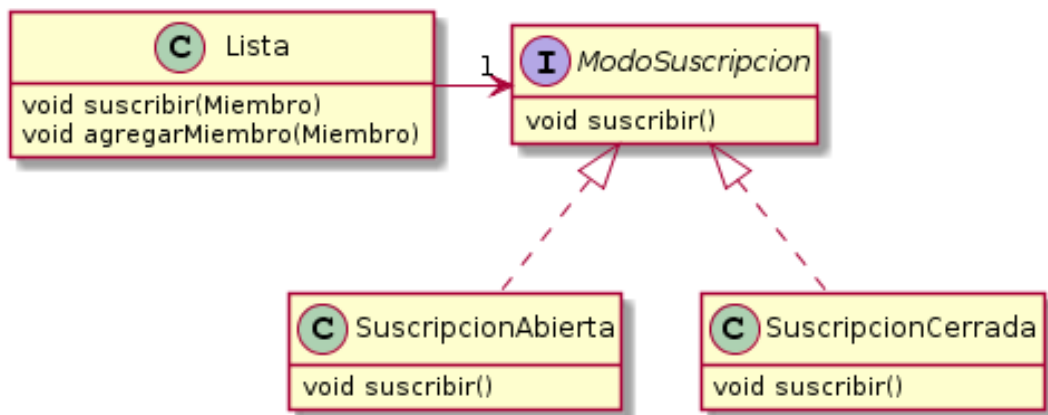 C Lista
void suscribir(Miembro)
void agregarMiembro(Miembro)
1
I ModoSuscripcion
void suscribir()
C SuscripcionAbierta
void suscribir()
C SuscripcionCerrada
void suscribir()